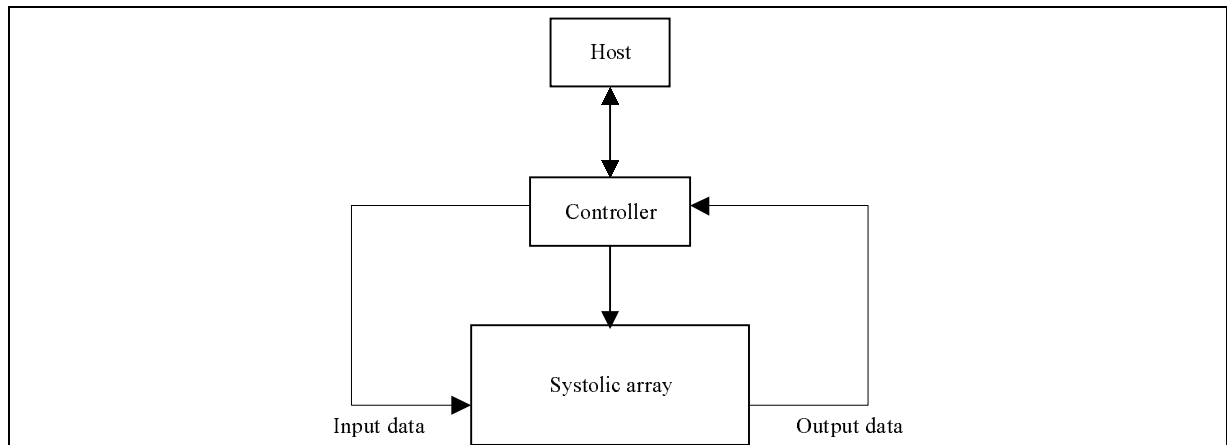 Host
Controller
Systolic array
Input data
Output data